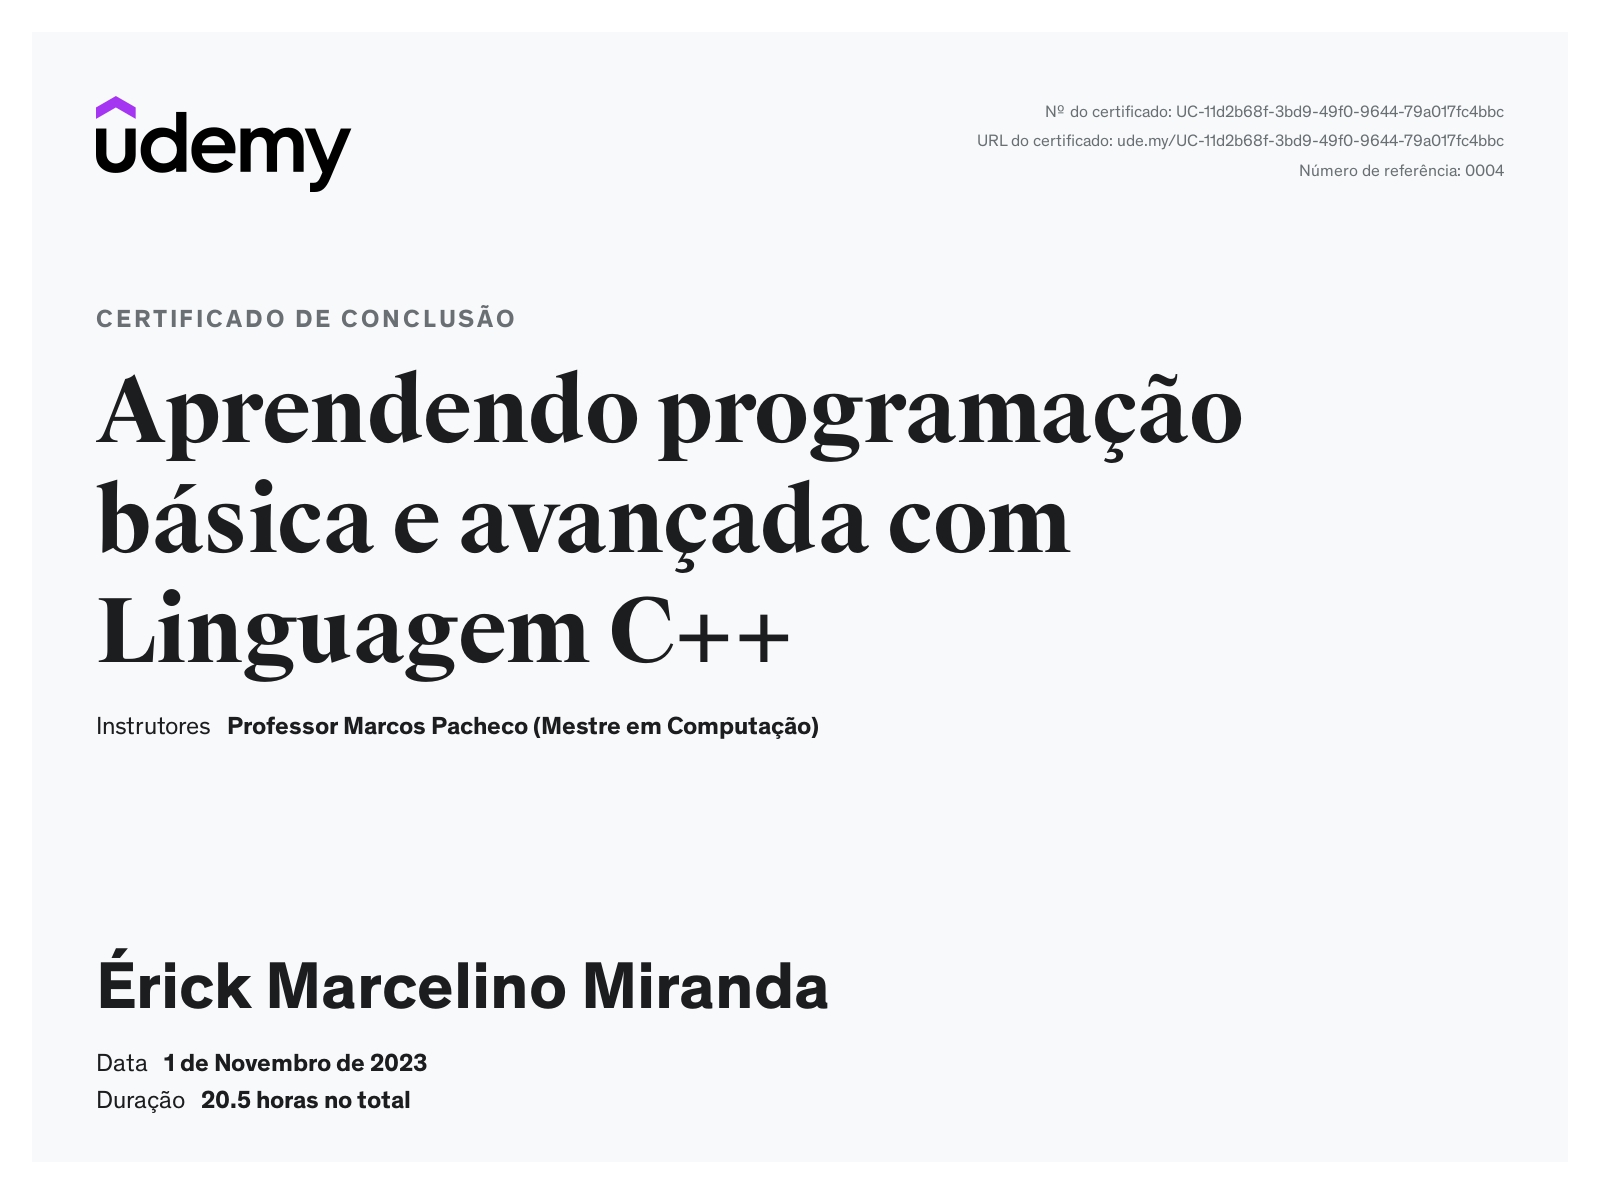 udemy
Nº do certificado: UC-11d2b68f-3bd9-49f0-9644-79a017fc4bbc
URL do certificado: ude.my/UC-11d2b68f-3bd9-49f0-9644-79a017fc4bbc
Número de referência: 0004
CERTIFICADO DE CONCLUSÃO
Aprendendo programação
básica e avançada com
Linguagem C++
Instrutores Professor Marcos Pacheco (Mestre em Computação)
Érick Marcelino Miranda
Data 1 de Novembro de 2023
Duração 20.5 horas no total